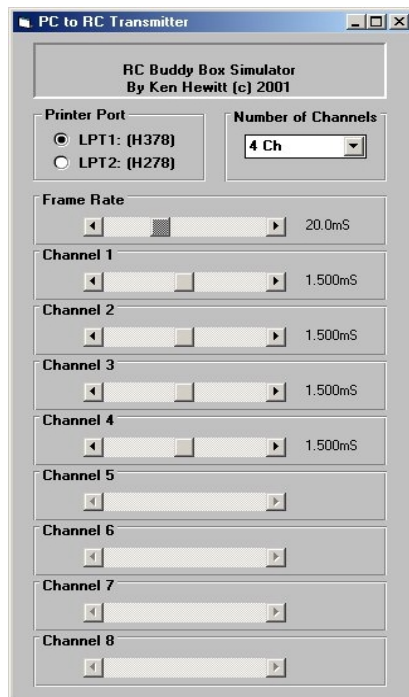 PC to RC Transmitter
RC Buddy Box Simulator
By Ken Hewitt (c) 2001
Printer Port
LPT1: (H378)
LPT2: (H278)
Number of Channels
4 Ch
Frame Rate
20.0mS
Channel 1
1.500mS
Channel 2
1.500mS
Channel 3
1.500mS
Channel 4
1.500mS
Channel 5
Channel 6
Channel 7
Channel 8